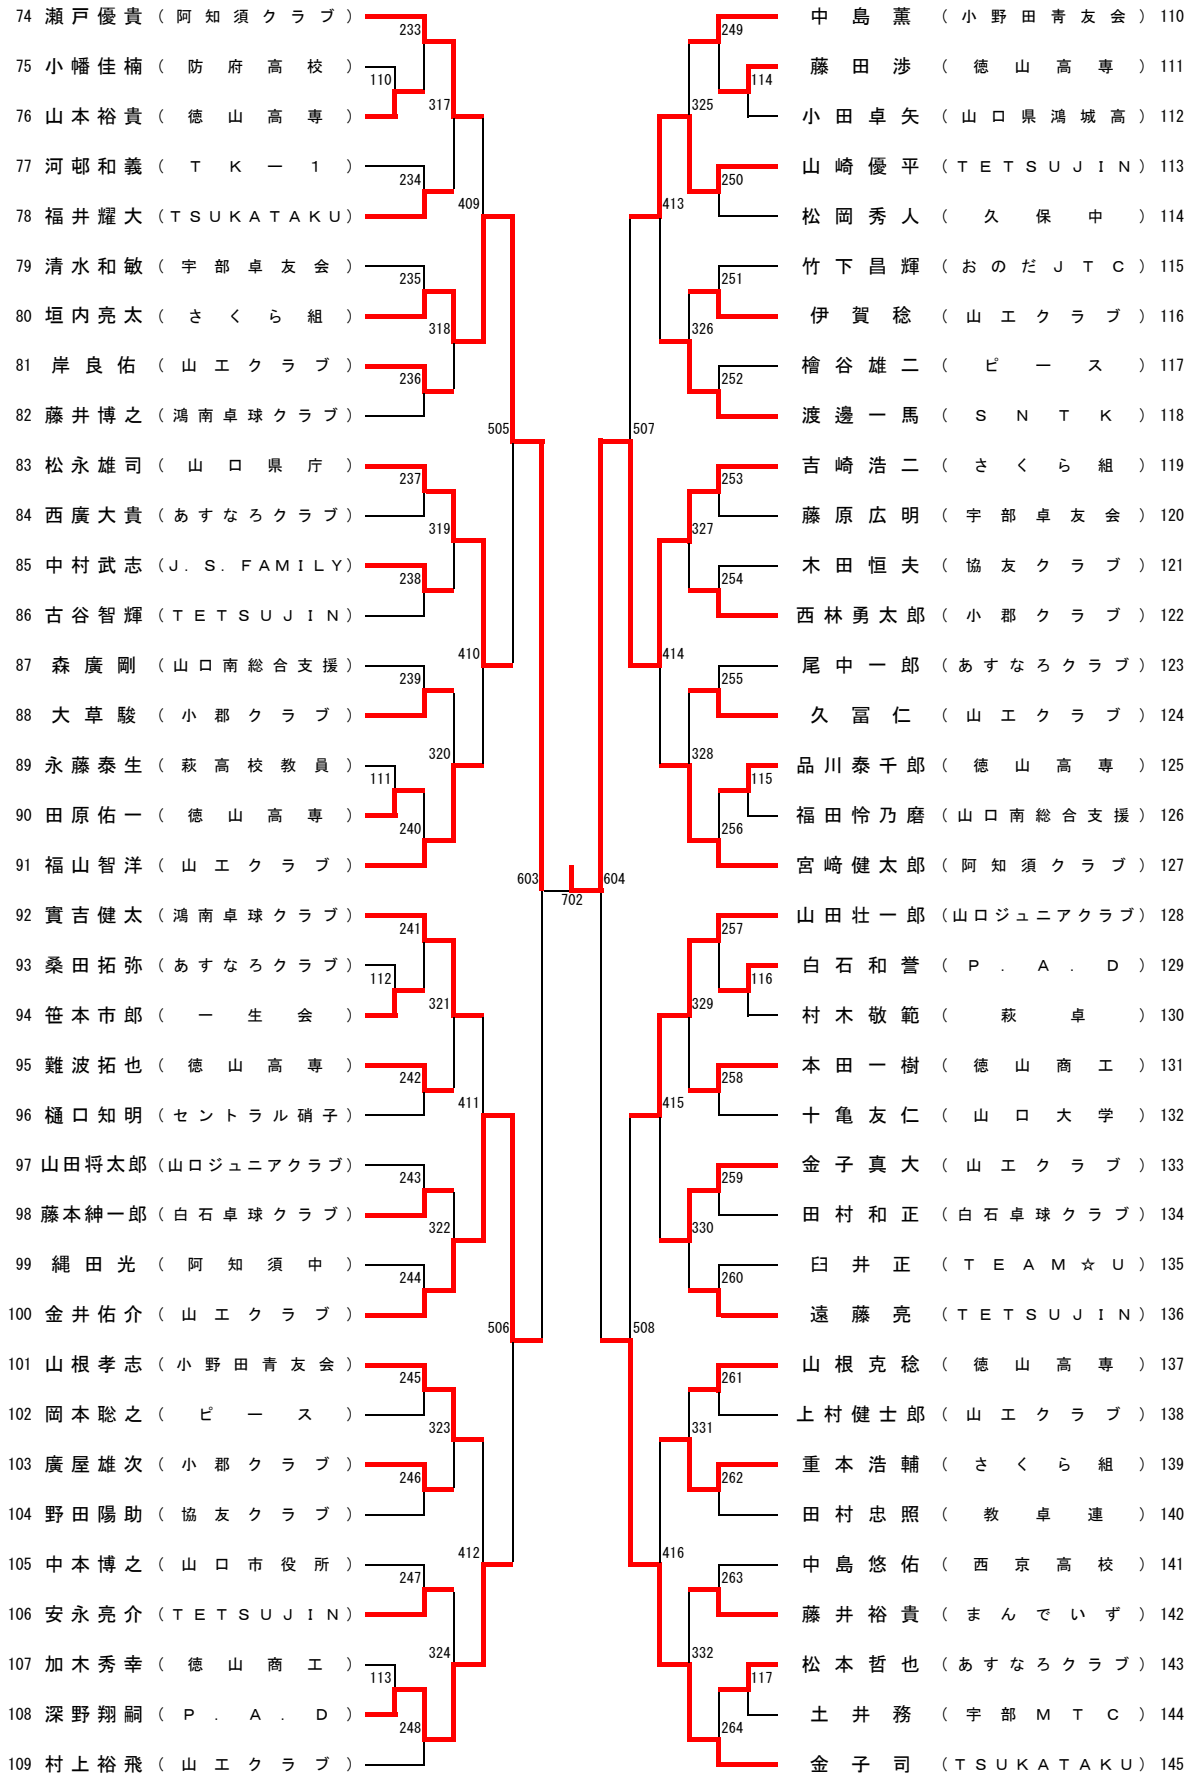 74 瀬戸優貴 (阿知須クラブ)
75 小幡佳楠 (防府高校)
76 山本裕貴 (徳山高専)
77 河邨和義 (TKー1)
78 福井耀大 (TSUKATAKU)
79 清水和敏 (宇部卓友会)
80 垣内亮太 (さくら組)
81 岸良佑 (山エクラブ)
82 藤井博之 (鴻南卓球クラブ)
83 松永雄司 (山口県庁)
84 西廣大貴 (あすなろクラブ)
85 中村武志 (J.S.FAMILY)
86 古谷智輝 (TETSUJIN)
87 森廣剛 (山口南総合支援)
88 大草駿 (小郡クラブ)
89 永藤泰生 (萩高校教員)
90 田原佑一 (徳山高専)
91 福山智洋 (山エクラブ)
92 實吉健太 (鴻南卓球クラブ)
93 桑田拓弥 (あすなろクラブ)
94 笹本市郎 (一生会)
95 難波拓也 (徳山高専)
96 樋口知明 (セントラル硝子)
97 山田将太郎 (山口ジュニアクラブ)
98 藤本紳一郎 (白石卓球クラブ)
99 縄田光 (阿知須中)
100 金井佑介 (山エクラブ)
101 山根孝志 (小野田青友会)
102 岡本聡之 (ピース)
103 廣屋雄次 (小郡クラブ)
104 野田陽助 (協友クラブ)
105 中本博之 (山口市役所)
106 安永亮介 (TETSUJIN)
107 加木秀幸 (徳山商工)
108 深野翔嗣 (P.A.D)
109 村上裕飛 (山エクラブ)
233
110
317
234
409
235
318
236
505
237
319
238
410
239
320
111
240
603
241
112
321
242
411
243
322
244
506
245
323
246
412
247
324
113
248
702
604
249
114
325
250
413
251
326
252
507
253
327
254
414
255
328
115
256
257
116
329
258
415
259
330
260
508
261
331
262
416
263
332
117
264
中島薫 (小野田青友会) 110
藤田渉 (徳山高専) 111
小田卓矢 (山口県鴻城高) 112
山崎優平 (TETSUJIN) 113
松岡秀人 (久保中) 114
竹下昌輝 (おのだJTC) 115
伊賀稔 (山エクラブ) 116
檜谷雄二 (ピース) 117
渡邊一馬 (SNTK) 118
吉崎浩二 (さくら組) 119
藤原広明 (宇部卓友会) 120
木田恒夫 (協友クラブ) 121
西林勇太郎 (小郡クラブ) 122
尾中一郎 (あすなろクラブ) 123
久冨仁 (山エクラブ) 124
品川泰千郎 (徳山高専) 125
福田怜乃磨 (山口南総合支援) 126
宮﨑健太郎 (阿知須クラブ) 127
山田壮一郎 (山口ジュニアクラブ) 128
白石和誉 (P.A.D) 129
村木敬範 (萩卓) 130
本田一樹 (徳山商工) 131
十亀友仁 (山口大学) 132
金子真大 (山エクラブ) 133
田村和正 (白石卓球クラブ) 134
臼井正 (TEAM☆U) 135
遠藤亮 (TETSUJIN) 136
山根克稔 (徳山高専) 137
上村健士郎 (山エクラブ) 138
重本浩輔 (さくら組) 139
田村忠照 (教卓連) 140
中島悠佑 (西京高校) 141
藤井裕貴 (まんでいず) 142
松本哲也 (あすなろクラブ) 143
土井務 (宇部MTC) 144
金子司 (TSUKATAKU) 145